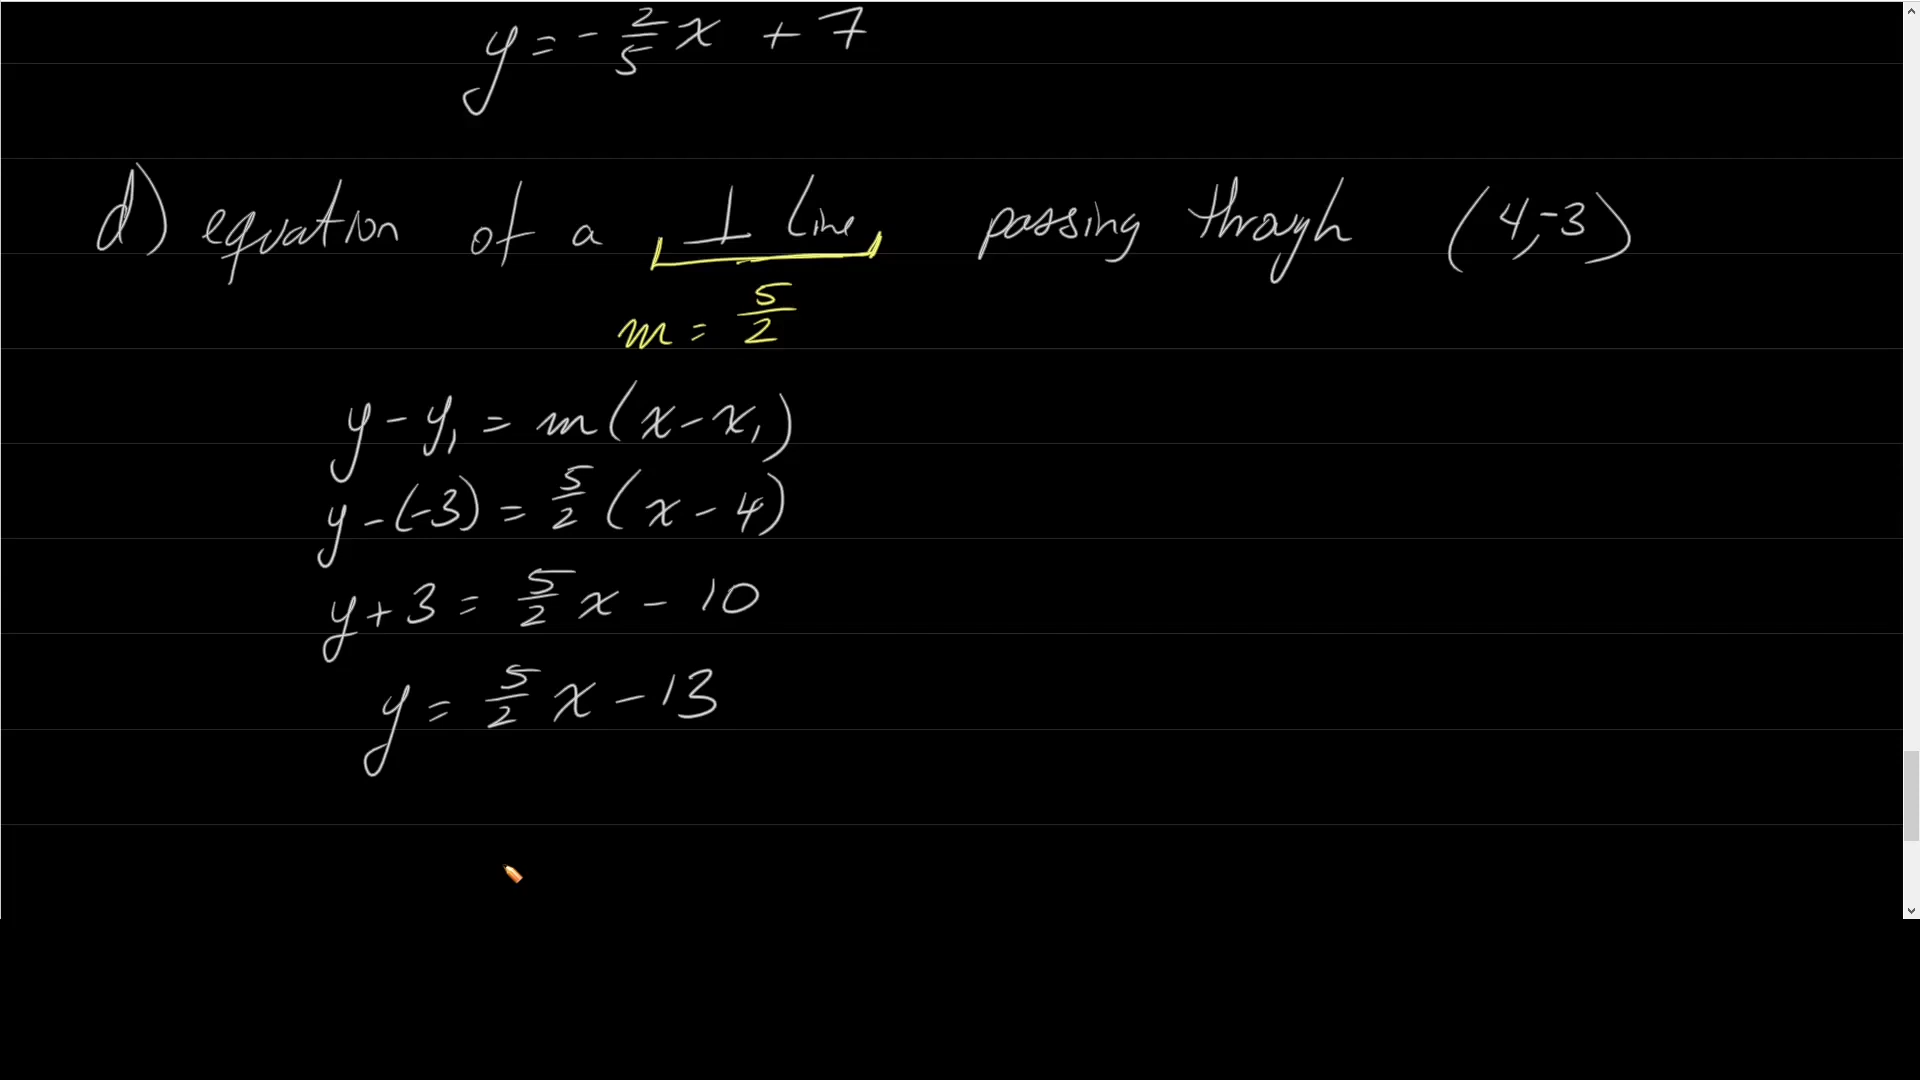 y = -2/5 x + 7
d) equation of a ⊥ line passing through (4,-3)
m = 5/2
y - y₁ = m(x - x₁)
y - (-3) = 5/2 (x - 4)
y + 3 = 5/2 x - 10
y = 5/2 x - 13